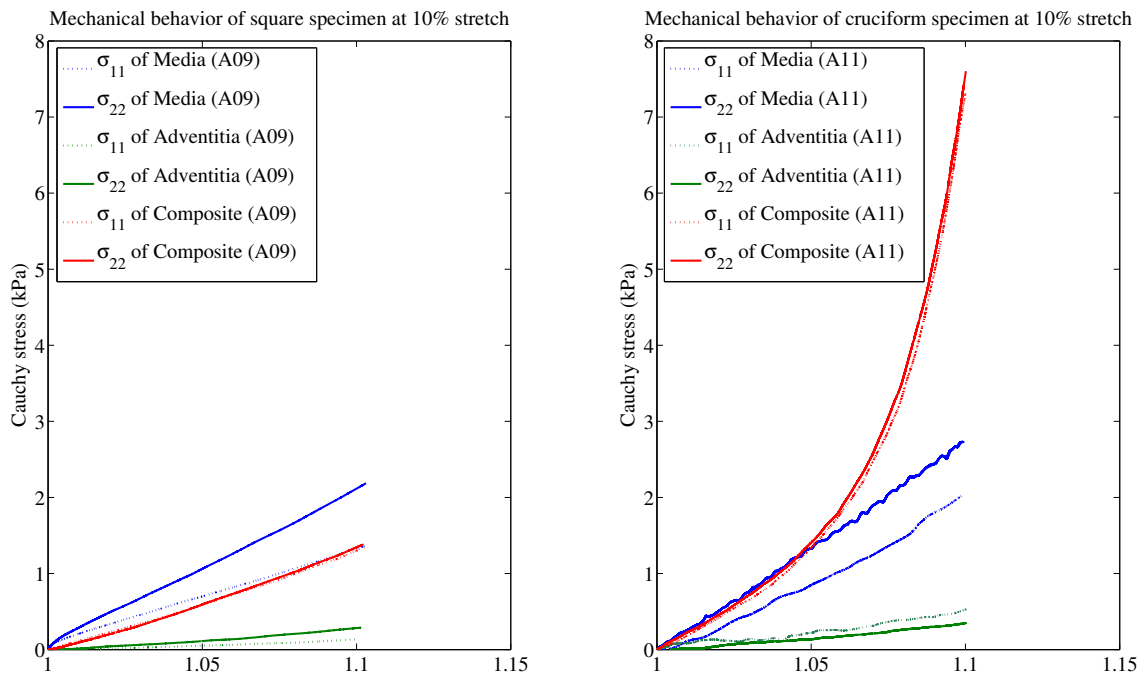 Mechanical behavior of square specimen at 10% stretch
8
7
6
5
4
3
2
1
0
Cauchy stress (kPa)
σ11 of Media (A09)
σ22 of Media (A09)
σ11 of Adventitia (A09)
σ22 of Adventitia (A09)
σ11 of Composite (A09)
σ22 of Composite (A09)
1 1.05 1.1 1.15
Mechanical behavior of cruciform specimen at 10% stretch
8
7
6
5
4
3
2
1
0
Cauchy stress (kPa)
σ11 of Media (A11)
σ22 of Media (A11)
σ11 of Adventitia (A11)
σ22 of Adventitia (A11)
σ11 of Composite (A11)
σ22 of Composite (A11)
1 1.05 1.1 1.15